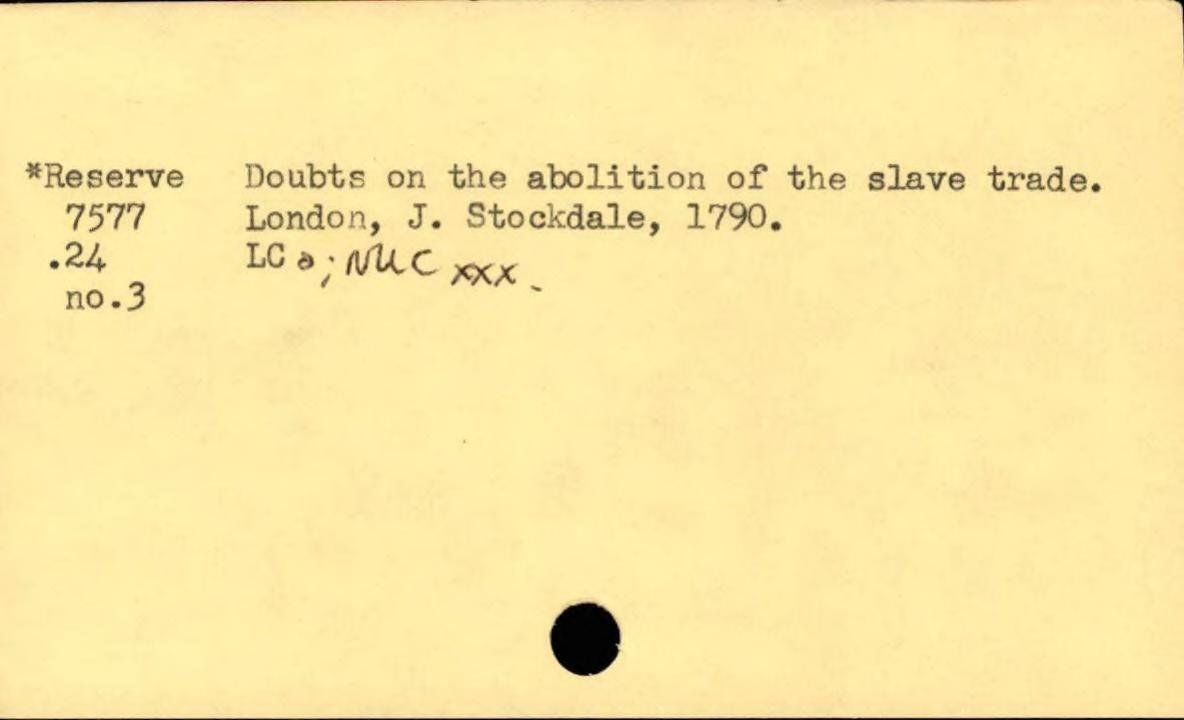 *Reserve Doubts on the abolition of the slave trade.
7577 London, J. Stockdale, 1790.
.24 LC a; NUC xxx
no.3